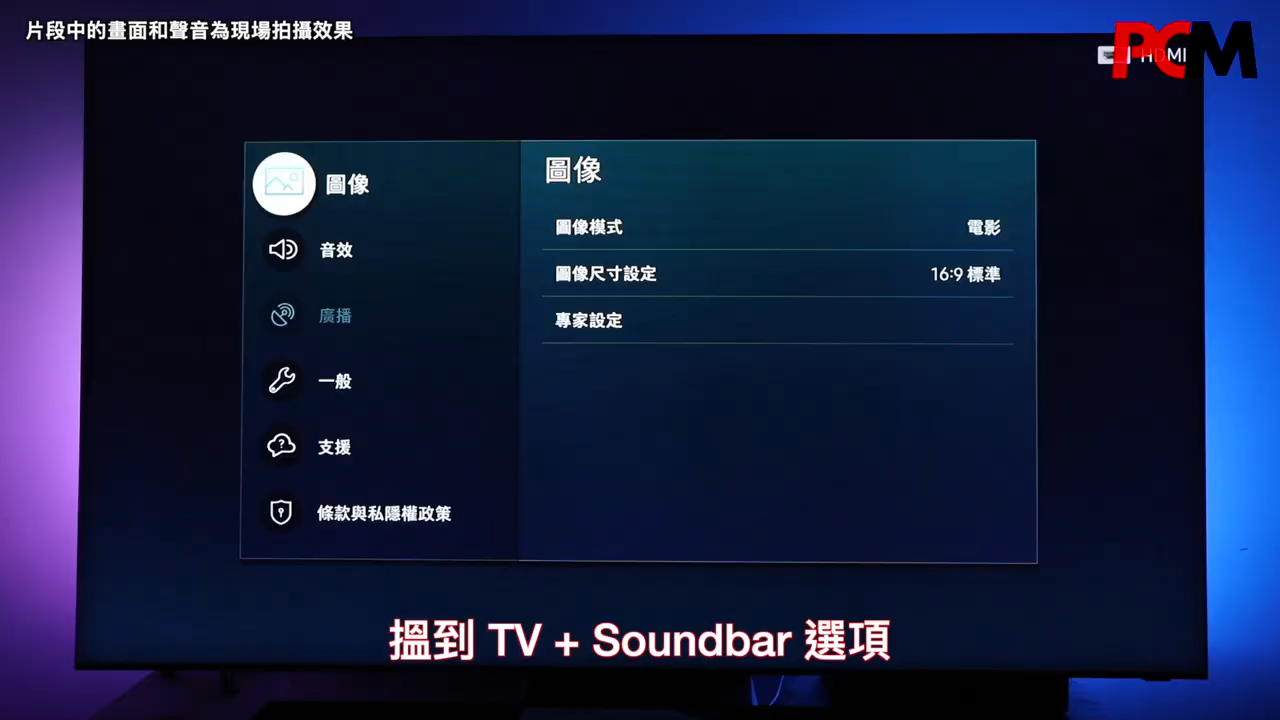 片段中的畫面和聲音為現場拍攝效果
PCM
HDMI
圖像
音效
廣播
一般
支援
條款與私隱權政策
圖像
圖像模式 電影
圖像尺寸設定 16:9 標準
專家設定
搵到 TV + Soundbar 選項